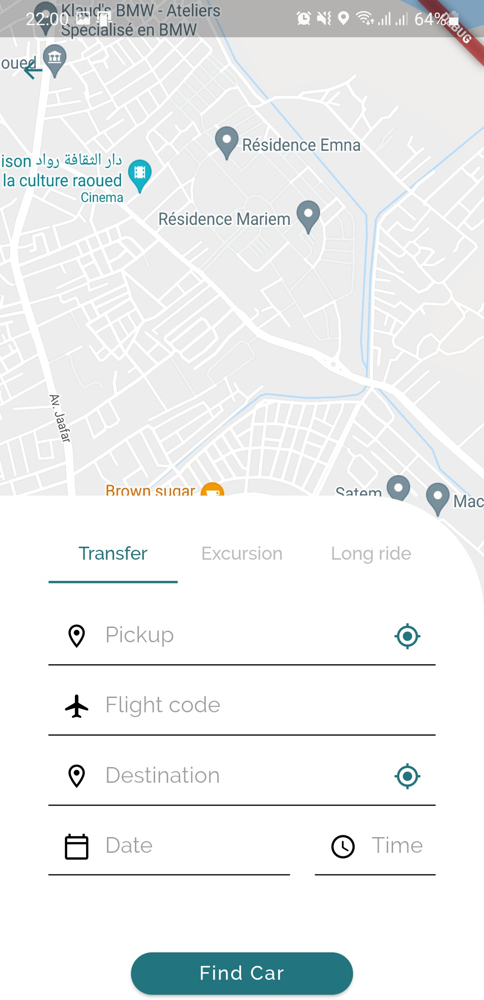 Klaud's BMW - Ateliers
22:00 64%
Spécialisé en BMW
DEBUG
oued
Résidence Emna
ison دار الثقافة رواد
la culture raoued
Cinema
Résidence Mariem
Av. Jaafar
Brown sugar
Satem
Mac
Transfer Excursion Long ride
Pickup
Flight code
Destination
Date Time
Find Car